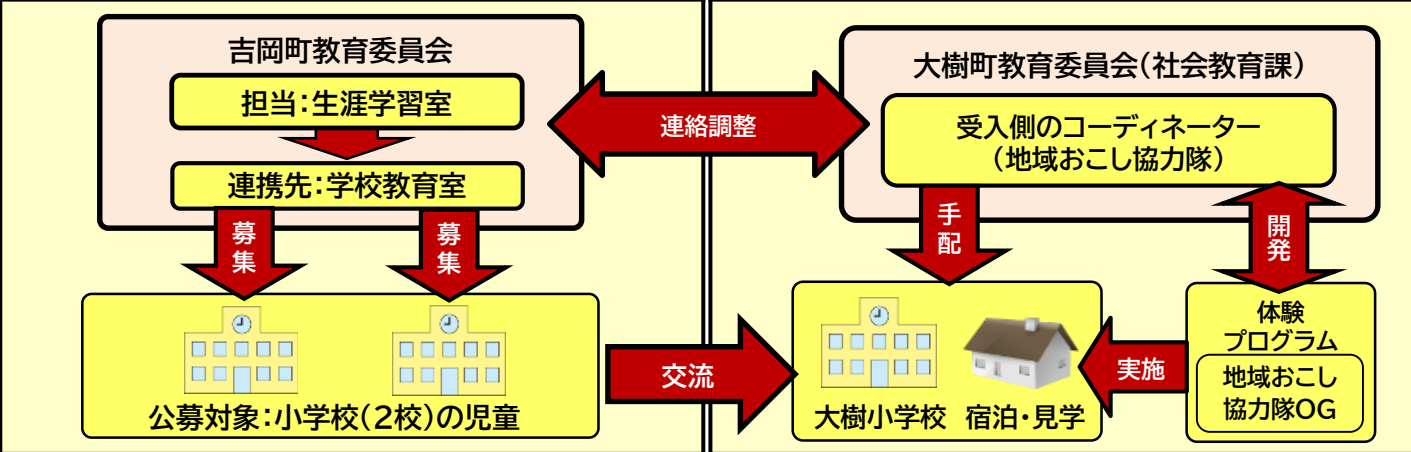 吉岡町教育委員会
担当:生涯学習室
連携先:学校教育室
募集
募集
公募対象:小学校(2校)の児童
連絡調整
交流
大樹町教育委員会(社会教育課)
受入側のコーディネーター
(地域おこし協力隊)
手配
開発
大樹小学校 宿泊・見学
実施
体験
プログラム
地域おこし
協力隊OG